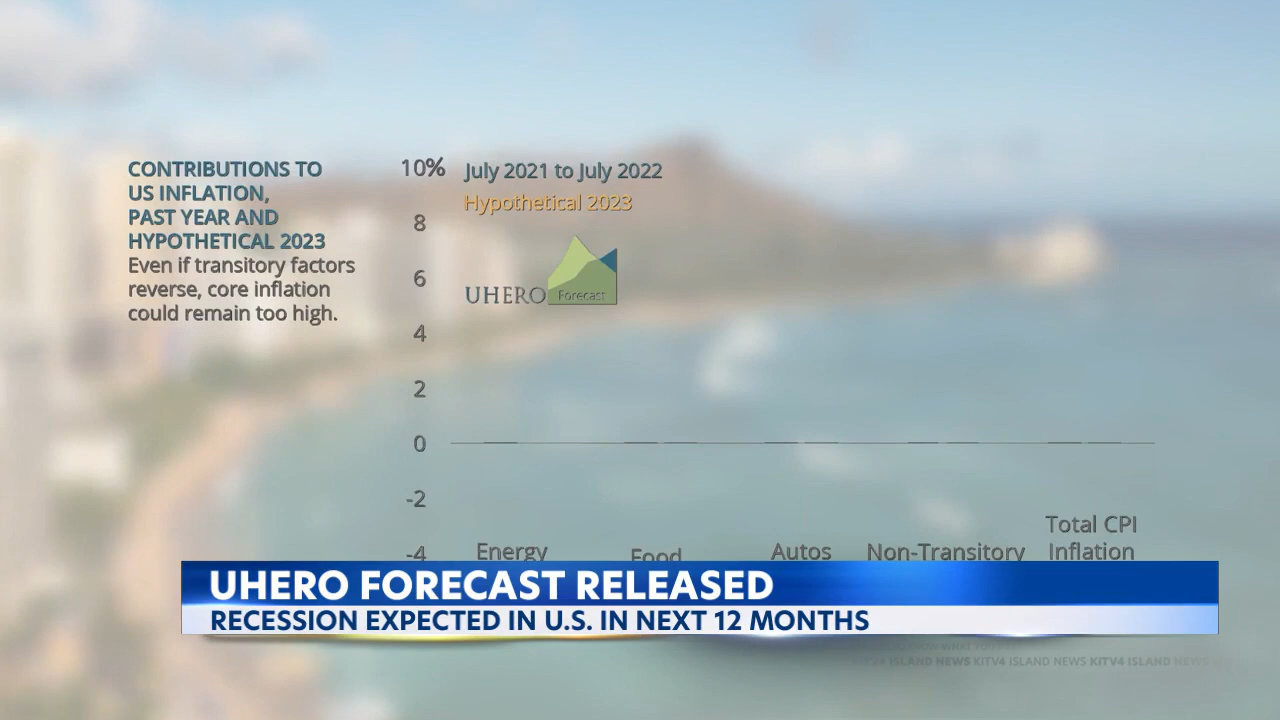 CONTRIBUTIONS TO
US INFLATION,
PAST YEAR AND
HYPOTHETICAL 2023
Even if transitory factors
reverse, core inflation
could remain too high.
10%
8
6
4
2
0
-2
-4
July 2021 to July 2022
Hypothetical 2023
UHERO Forecast
Energy
Food
Autos
Non-Transitory
Total CPI
Inflation
UHERO FORECAST RELEASED
RECESSION EXPECTED IN U.S. IN NEXT 12 MONTHS
KITV4 ISLAND NEWS KITV4 ISLAND NEWS KITV4 ISLAND NEWS